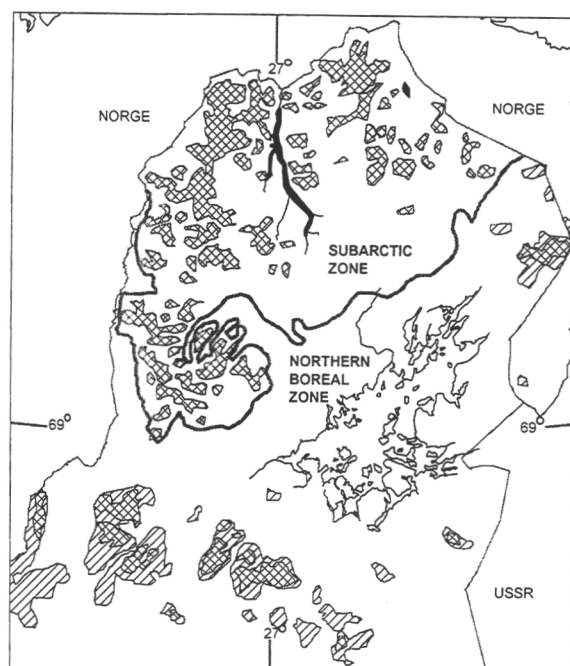 27°
NORGE
NORGE
SUBARCTIC
ZONE
NORTHERN
BOREAL
ZONE
69°
69°
USSR
27°